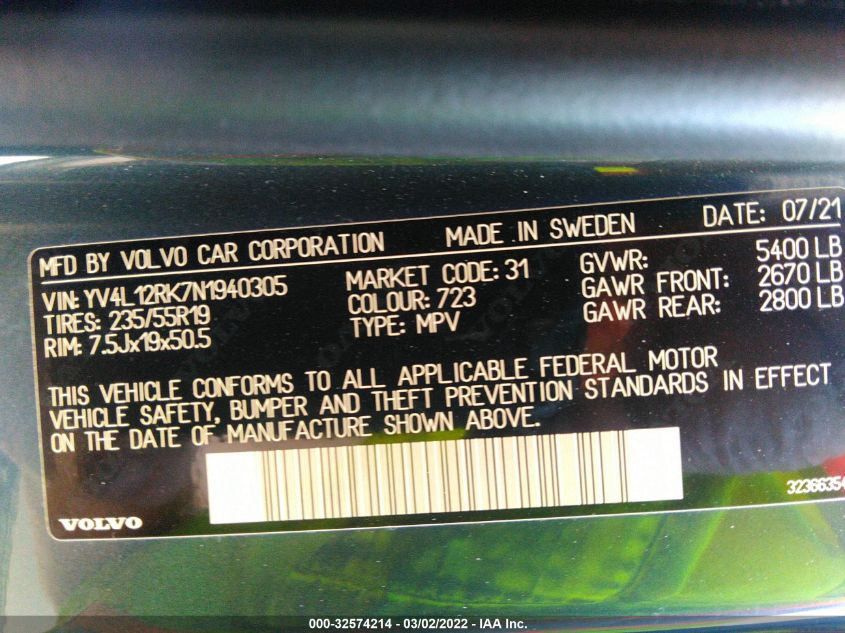 MFD BY VOLVO CAR CORPORATION MADE IN SWEDEN DATE: 07/21
VIN: YV4L12RK7N1940305 MARKET CODE: 31 GVWR: 5400 LB
TIRES: 235/55R19 COLOUR: 723 GAWR FRONT: 2670 LB
RIM: 7.5Jx19x50.5 TYPE: MPV GAWR REAR: 2800 LB
THIS VEHICLE CONFORMS TO ALL APPLICABLE FEDERAL MOTOR
VEHICLE SAFETY, BUMPER AND THEFT PREVENTION STANDARDS IN EFFECT
ON THE DATE OF MANUFACTURE SHOWN ABOVE.
32366354
VOLVO
000-32574214 - 03/02/2022 - IAA Inc.